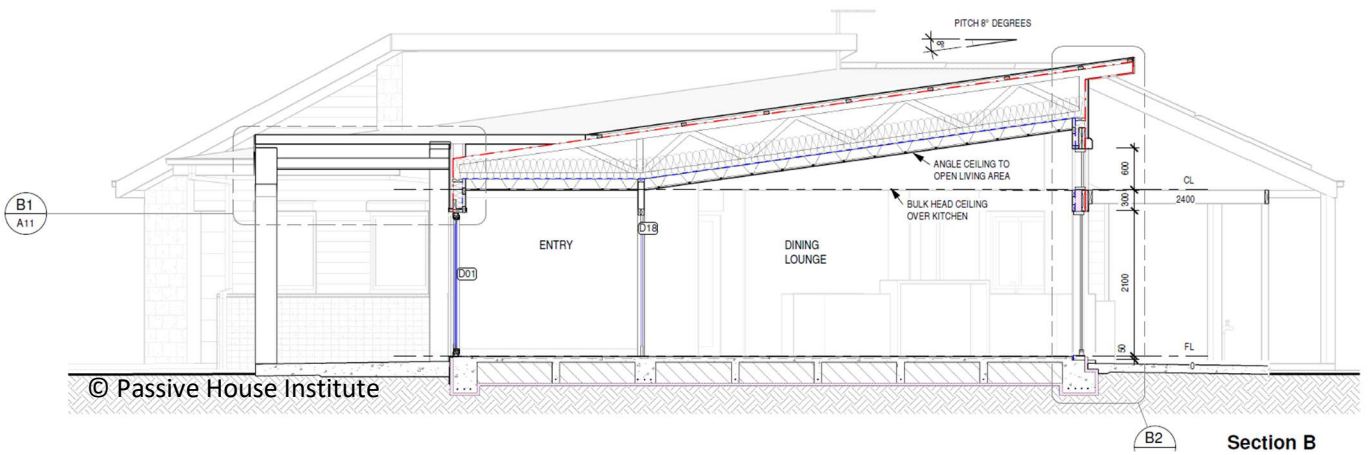 PITCH 8° DEGREES
8°
ANGLE CEILING TO
OPEN LIVING AREA
BULK HEAD CEILING
OVER KITCHEN
CL
2400
600
300
2100
50
FL
0
B1
A11
D18
D01
ENTRY
DINING
LOUNGE
© Passive House Institute
B2
Section B